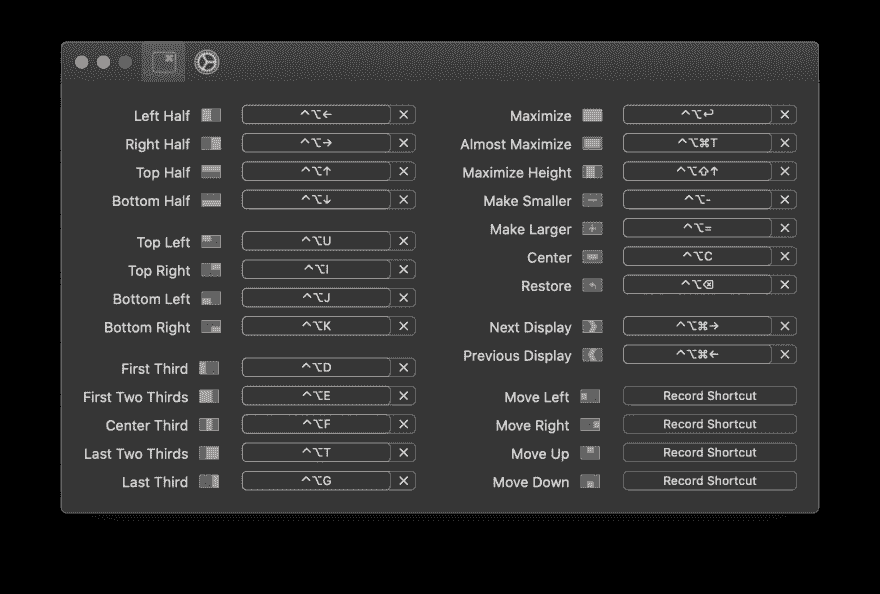 Left Half ⌃⌥←
Right Half ⌃⌥→
Top Half ⌃⌥↑
Bottom Half ⌃⌥↓
Top Left ⌃⌥U
Top Right ⌃⌥I
Bottom Left ⌃⌥J
Bottom Right ⌃⌥K
First Third ⌃⌥D
First Two Thirds ⌃⌥E
Center Third ⌃⌥F
Last Two Thirds ⌃⌥T
Last Third ⌃⌥G
Maximize ⌃⌥↩
Almost Maximize ⌃⌥⌘T
Maximize Height ⌃⌥⇧↑
Make Smaller ⌃⌥-
Make Larger ⌃⌥=
Center ⌃⌥C
Restore ⌃⌥⌫
Next Display ⌃⌥⌘→
Previous Display ⌃⌥⌘←
Move Left Record Shortcut
Move Right Record Shortcut
Move Up Record Shortcut
Move Down Record Shortcut